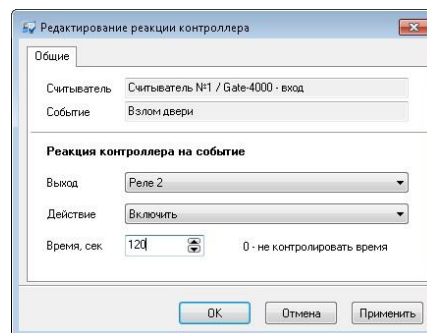 Редактирование реакции контроллера
Общие
Считыватель Считыватель №1 / Gate-4000 - вход
Событие Взлом двери
Реакция контроллера на событие
Выход Реле 2
Действие Включить
Время, сек 120 0 - не контролировать время
OK Отмена Применить